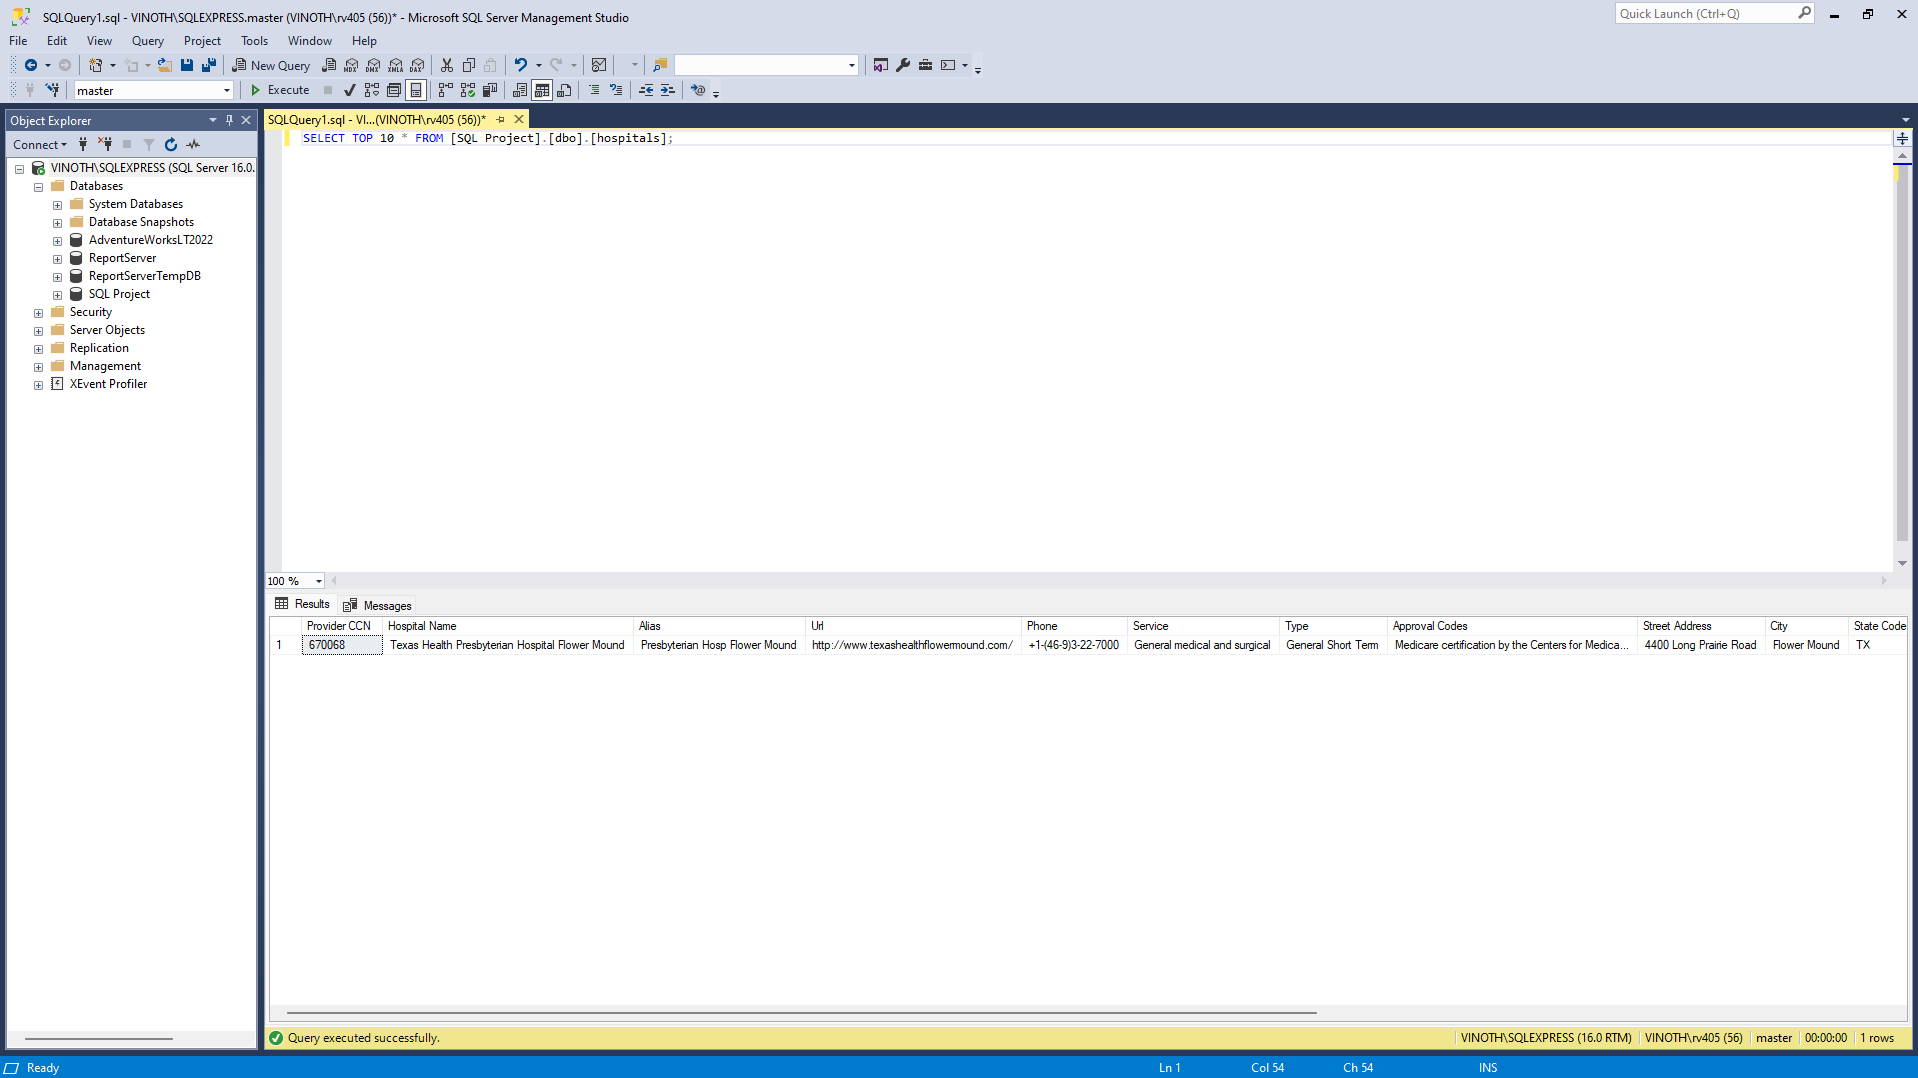 SQLQuery1.sql - VINOTH\SQLEXPRESS.master (VINOTH\rv405 (56))* - Microsoft SQL Server Management Studio
Quick Launch (Ctrl+Q)
File Edit View Query Project Tools Window Help
New Query MDX DMX XMLA DAX
master Execute
Object Explorer
SQLQuery1.sql - VI...(VINOTH\rv405 (56))*
Connect
SELECT TOP 10 * FROM [SQL Project].[dbo].[hospitals];
VINOTH\SQLEXPRESS (SQL Server 16.0.
Databases
System Databases
Database Snapshots
AdventureWorksLT2022
ReportServer
ReportServerTempDB
SQL Project
Security
Server Objects
Replication
Management
XEvent Profiler
100 %
Results Messages
Provider CCN Hospital Name Alias Url Phone Service Type Approval Codes Street Address City State Code
1 670068 Texas Health Presbyterian Hospital Flower Mound Presbyterian Hosp Flower Mound http://www.texashealthflowermound.com/ +1-(46-9)3-22-7000 General medical and surgical General Short Term Medicare certification by the Centers for Medica... 4400 Long Prairie Road Flower Mound TX
Query executed successfully. VINOTH\SQLEXPRESS (16.0 RTM) VINOTH\rv405 (56) master 00:00:00 1 rows
Ready Ln 1 Col 54 Ch 54 INS